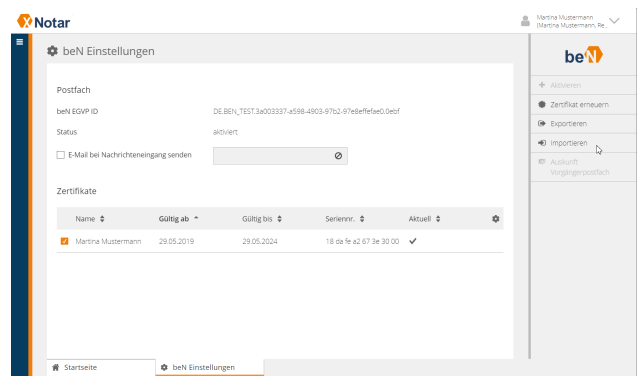 XNotar
Martina Mustermann
(Martina Mustermann, Re...
beN Einstellungen
beN
Postfach
beN EGVP ID DE.BEN_TEST.3a003337-a598-4903-97b2-97e8effefae0.0ebf
Status aktiviert
E-Mail bei Nachrichteneingang senden
Zertifikate
Name Gültig ab Gültig bis Seriennr. Aktuell
Martina Mustermann 29.05.2019 29.05.2024 18 da fe a2 67 3e 30 00
Aktivieren
Zertifikat erneuern
Exportieren
Importieren
Auskunft
Vorgängerpostfach
Startseite
beN Einstellungen